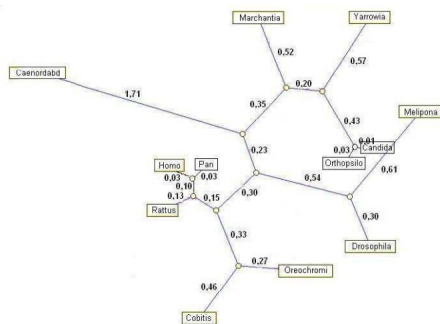 Marchantia
Yarrowia
0,52
0,57
Caenordabd
0,20
1,71
Melipona
0,35
0,43
0,01
Candida
0,03
Orthopsilo
0,23
Homo
Pan
0,54
0,61
0,03
0,03
0,10
0,30
0,13
0,15
Rattus
0,30
0,33
Drosophila
0,27
Oreochromi
0,46
Cobitis